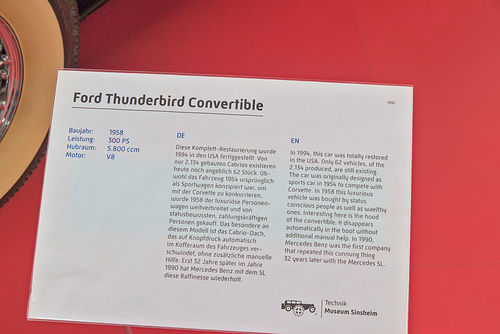 Ford Thunderbird Convertible
Baujahr: 1958
Leistung: 300 PS
Hubraum: 5.800 ccm
Motor: V8
DE
Diese Komplett-Restaurierung wurde
1994 in den USA fertiggestellt. Von
nur 2.134 gebauten Cabrios existieren
heute noch angeblich 62 Stück. Ob-
wohl das Fahrzeug 1954 ursprünglich
als Sportwagen konzipiert war, um
mit der Corvette zu konkurrieren,
wurde 1958 der luxuriöse Personen-
wagen weitverbreitet und von
statusbewussten, zahlungskräftigen
Personen gekauft. Das besondere an
diesem Modell ist das Cabrio-Dach,
das auf Knopfdruck automatisch
im Kofferaum des Fahrzeuges ver-
schwindet, ohne zusätzliche manuelle
Hilfe. Erst 32 Jahre später im Jahre
1990 hat Mercedes Benz mit dem SL
diese Raffinesse wiederholt.
EN
In 1994, this car was totally restored
in the USA. Only 62 vehicles, of the
2.134 produced, are still existing.
The car was originally designed as
sports car in 1954 to compete with
Corvette. In 1958 this luxurious
vehicle was bought by status
conscious people as well as wealthy
ones. Interesting here is the hood
of the convertible. It disappears
automatically in the boot without
additional manual help. In 1990,
Mercedes Benz was the first company
that repeated this cunning thing
32 years later with the Mercedes SL.
Technik
Museum Sinsheim